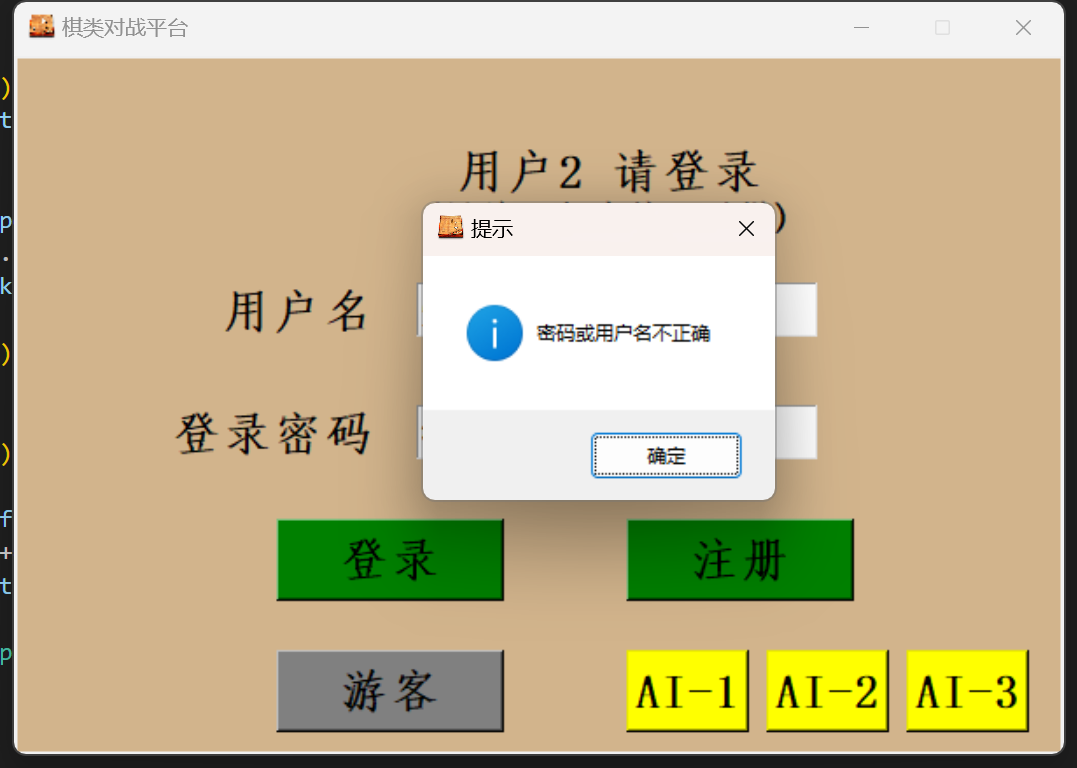 棋类对战平台
用户2 请登录
)
提示
用户名
密码或用户名不正确
登录密码
确定
登录
注册
游客
AI-1
AI-2
AI-3